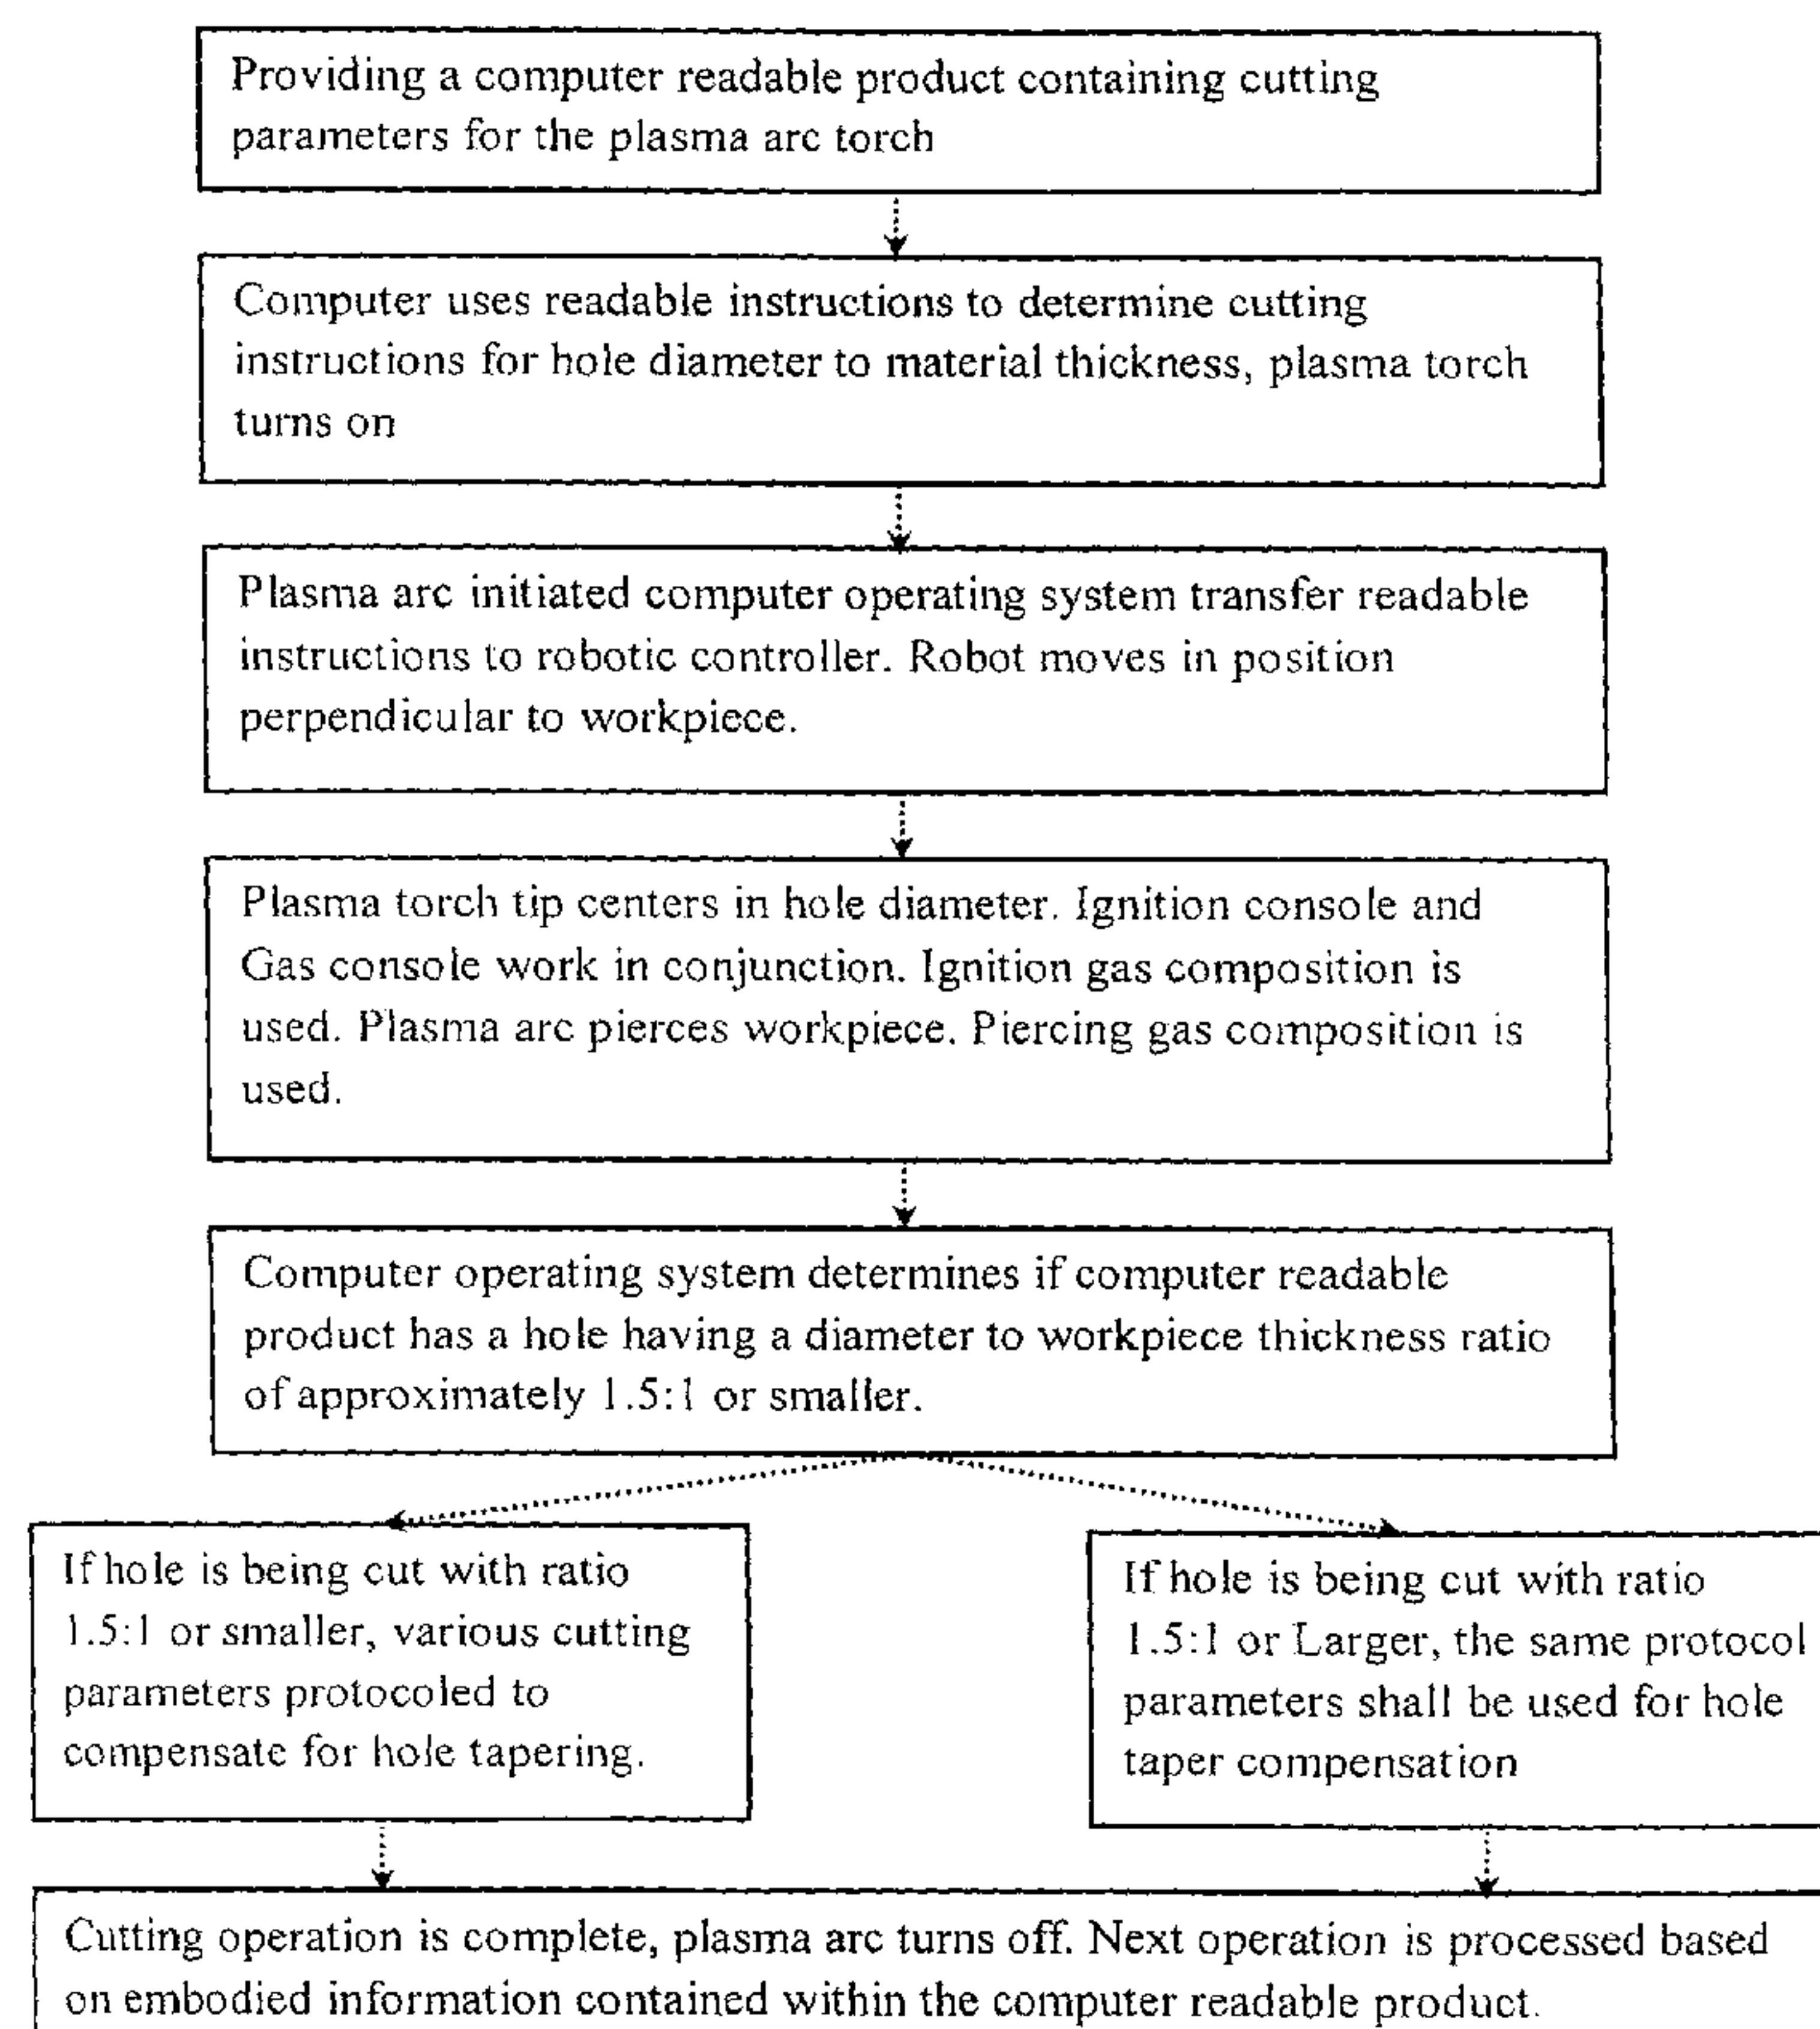 Providing a computer readable product containing cutting
parameters for the plasma arc torch
Computer uses readable instructions to determine cutting
instructions for hole diameter to material thickness, plasma torch
turns on
Plasma arc initiated computer operating system transfer readable
instructions to robotic controller. Robot moves in position
perpendicular to workpiece.
Plasma torch tip centers in hole diameter. Ignition console and
Gas console work in conjunction. Ignition gas composition is
used. Plasma arc pierces workpiece. Piercing gas composition is
used.
Computer operating system determines if computer readable
product has a hole having a diameter to workpiece thickness ratio
of approximately 1.5:1 or smaller.
If hole is being cut with ratio
1.5:1 or smaller, various cutting
parameters protocoled to
compensate for hole tapering.
If hole is being cut with ratio
1.5:1 or Larger, the same protocol
parameters shall be used for hole
taper compensation
Cutting operation is complete, plasma arc turns off. Next operation is processed based
on embodied information contained within the computer readable product.